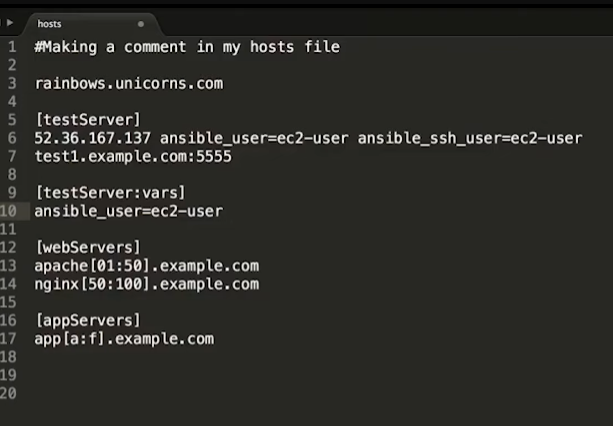 hosts
1 #Making a comment in my hosts file
2
3 rainbows.unicorns.com
4
5 [testServer]
6 52.36.167.137 ansible_user=ec2-user ansible_ssh_user=ec2-user
7 test1.example.com:5555
8
9 [testServer:vars]
10 ansible_user=ec2-user
11
12 [webServers]
13 apache[01:50].example.com
14 nginx[50:100].example.com
15
16 [appServers]
17 app[a:f].example.com
18
19
20